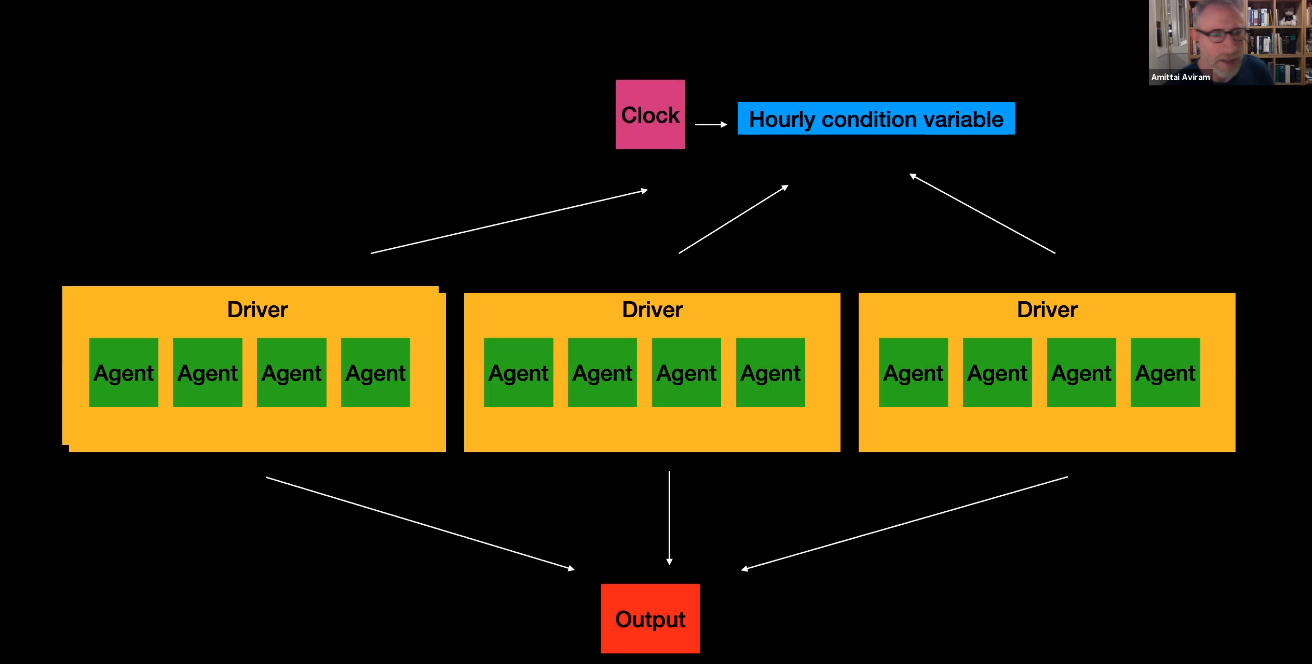 Amittai Aviram
Clock
Hourly condition variable
Driver
Agent Agent Agent Agent
Driver
Agent Agent Agent Agent
Driver
Agent Agent Agent Agent
Output